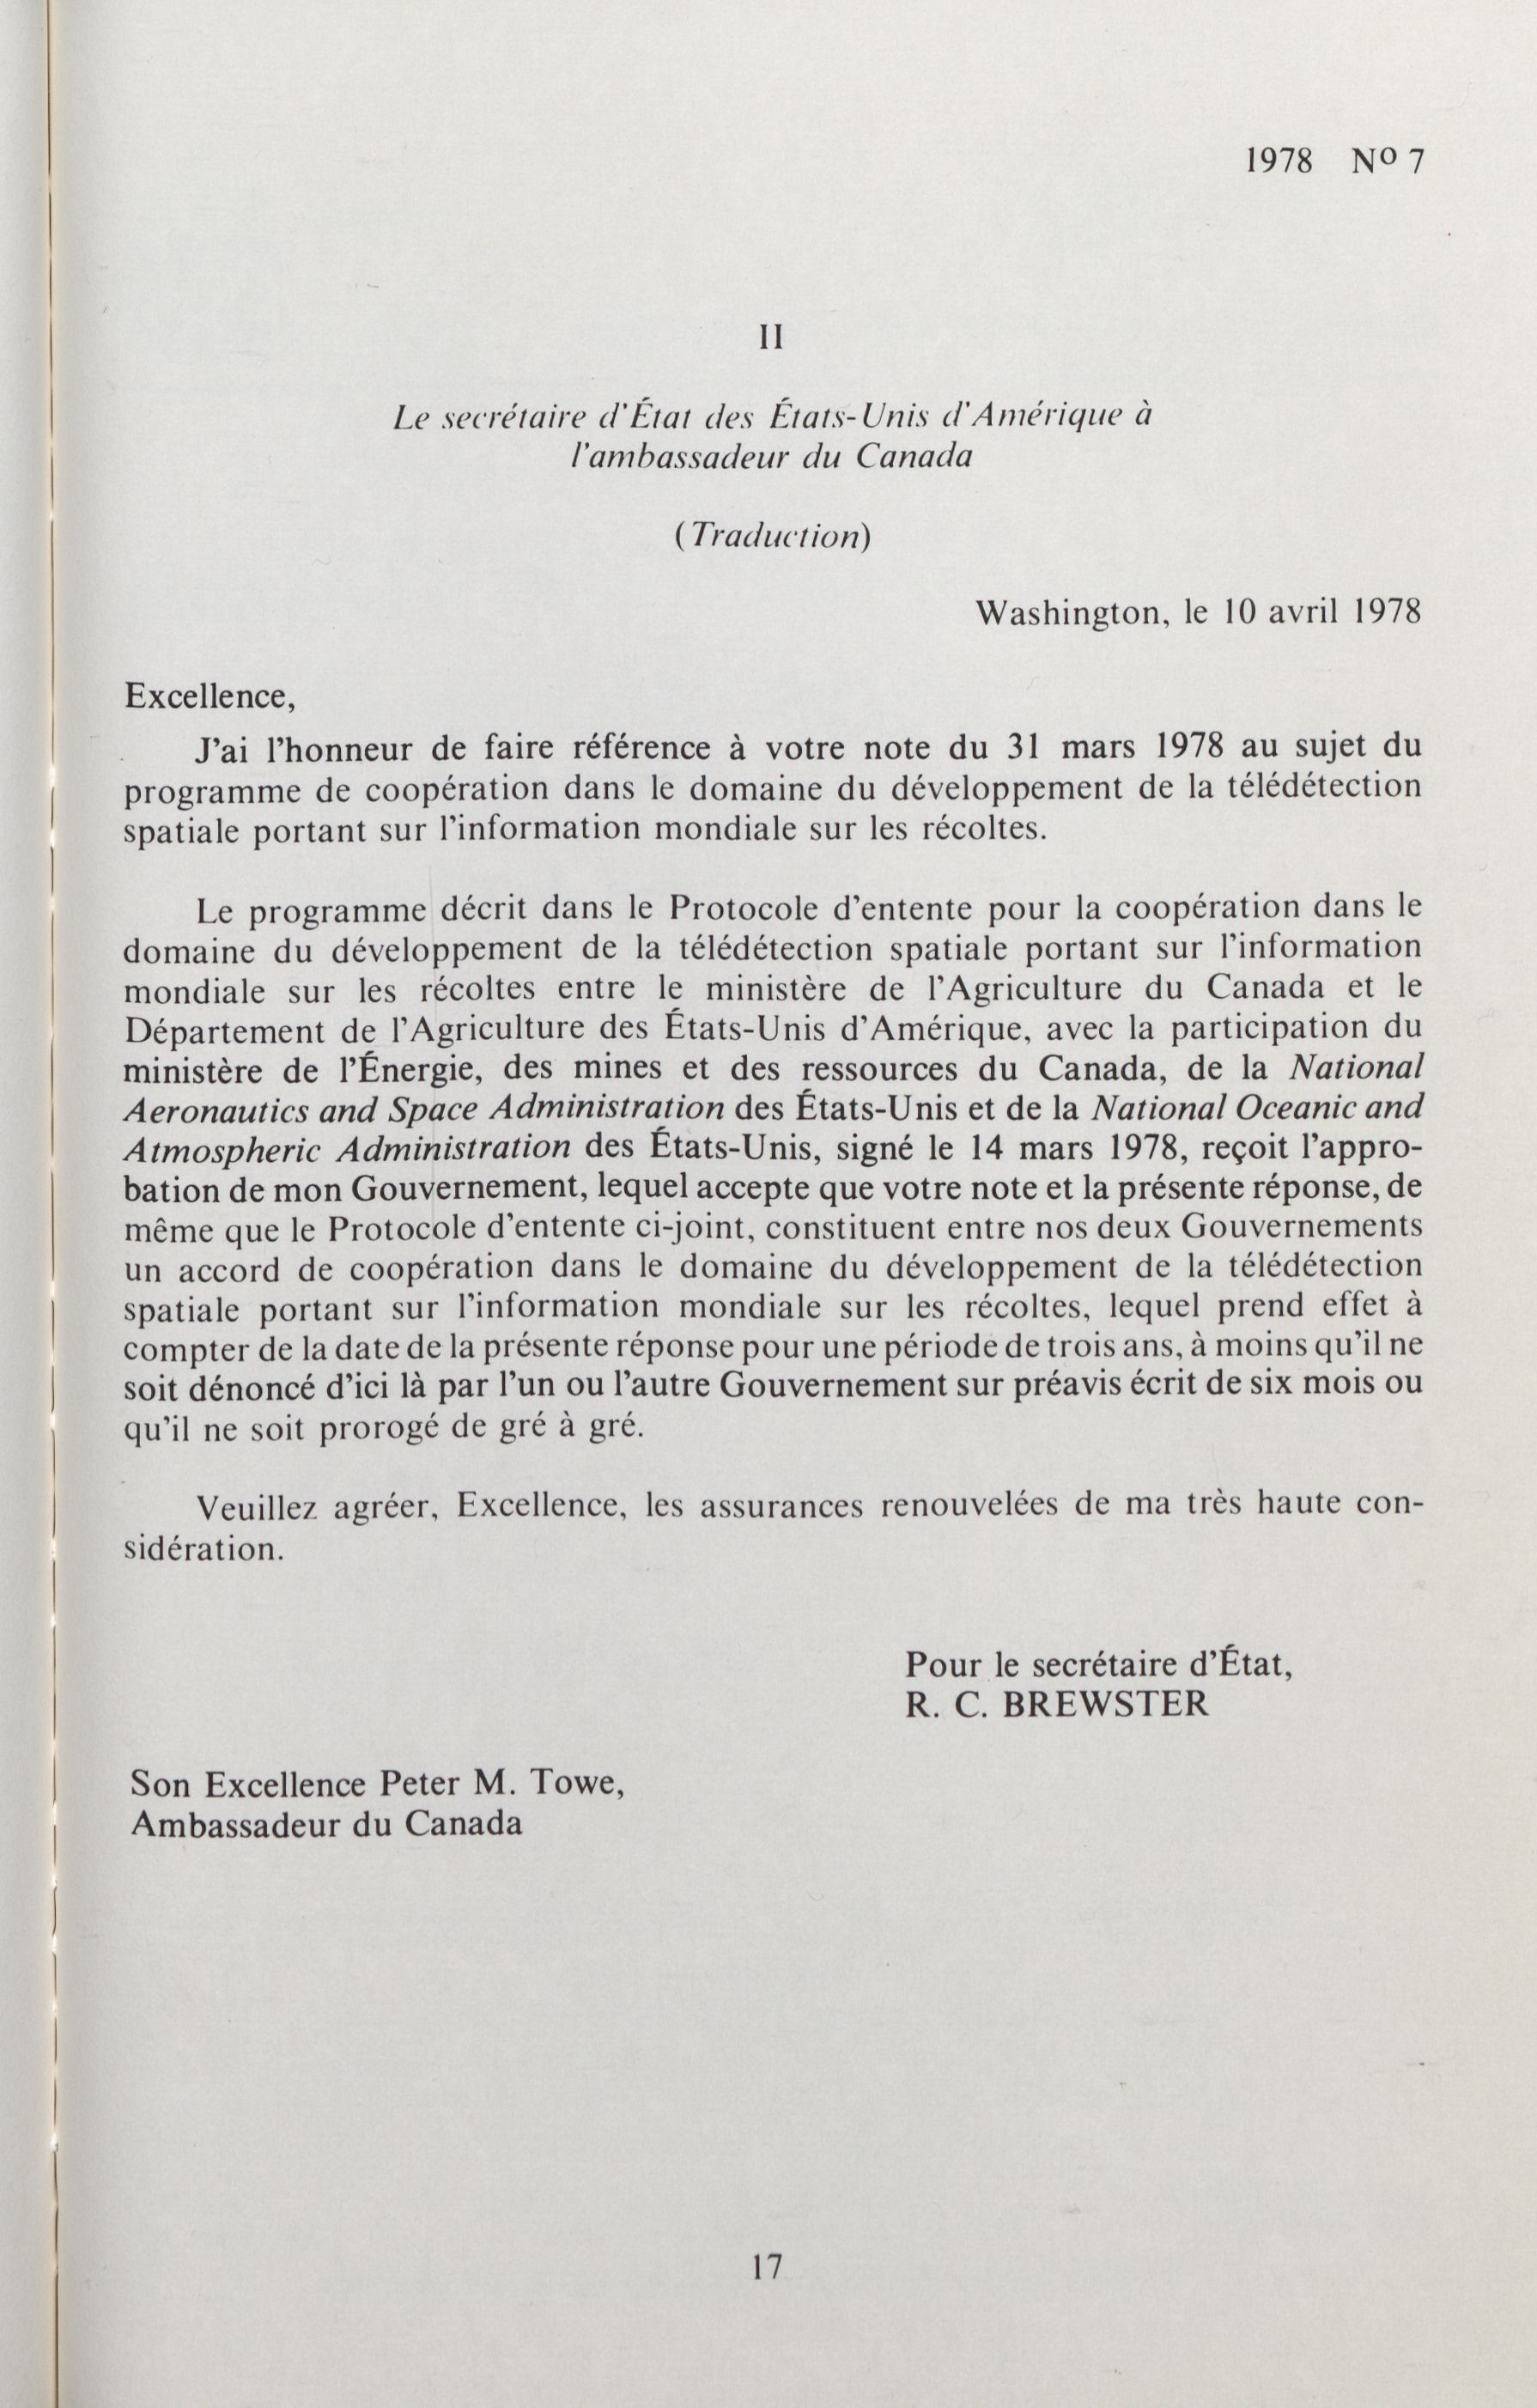 1978 Nº 7
II
Le secrétaire d'État des États-Unis d'Amérique à
l'ambassadeur du Canada
(Traduction)
Washington, le 10 avril 1978
Excellence,
J'ai l'honneur de faire référence à votre note du 31 mars 1978 au sujet du
programme de coopération dans le domaine du développement de la télédétection
spatiale portant sur l'information mondiale sur les récoltes.
Le programme décrit dans le Protocole d'entente pour la coopération dans le
domaine du développement de la télédétection spatiale portant sur l'information
mondiale sur les récoltes entre le ministère de l'Agriculture du Canada et le
Département de l'Agriculture des États-Unis d'Amérique, avec la participation du
ministère de l'Énergie, des mines et des ressources du Canada, de la National
Aeronautics and Space Administration des États-Unis et de la National Oceanic and
Atmospheric Administration des États-Unis, signé le 14 mars 1978, reçoit l'appro-
bation de mon Gouvernement, lequel accepte que votre note et la présente réponse, de
même que le Protocole d'entente ci-joint, constituent entre nos deux Gouvernements
un accord de coopération dans le domaine du développement de la télédétection
spatiale portant sur l'information mondiale sur les récoltes, lequel prend effet à
compter de la date de la présente réponse pour une période de trois ans, à moins qu'il ne
soit dénoncé d'ici là par l'un ou l'autre Gouvernement sur préavis écrit de six mois ou
qu'il ne soit prorogé de gré à gré.
Veuillez agréer, Excellence, les assurances renouvelées de ma très haute con-
sidération.
Pour le secrétaire d'État,
R. C. BREWSTER
Son Excellence Peter M. Towe,
Ambassadeur du Canada
17